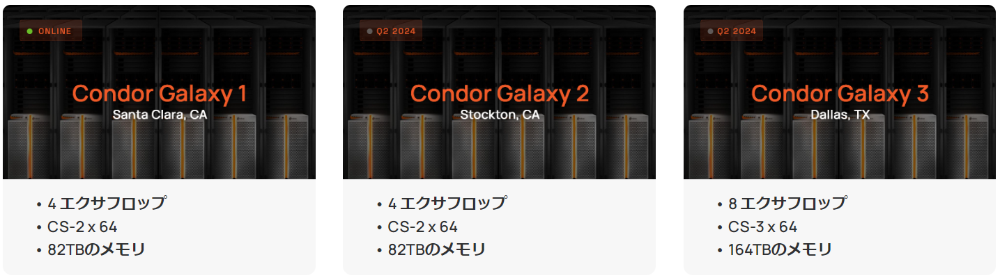 ONLINE
Condor Galaxy 1
Santa Clara, CA
• 4 エクサフロップ
• CS-2 x 64
• 82TBのメモリ
Q2 2024
Condor Galaxy 2
Stockton, CA
• 4 エクサフロップ
• CS-2 x 64
• 82TBのメモリ
Q2 2024
Condor Galaxy 3
Dallas, TX
• 8 エクサフロップ
• CS-3 x 64
• 164TBのメモリ